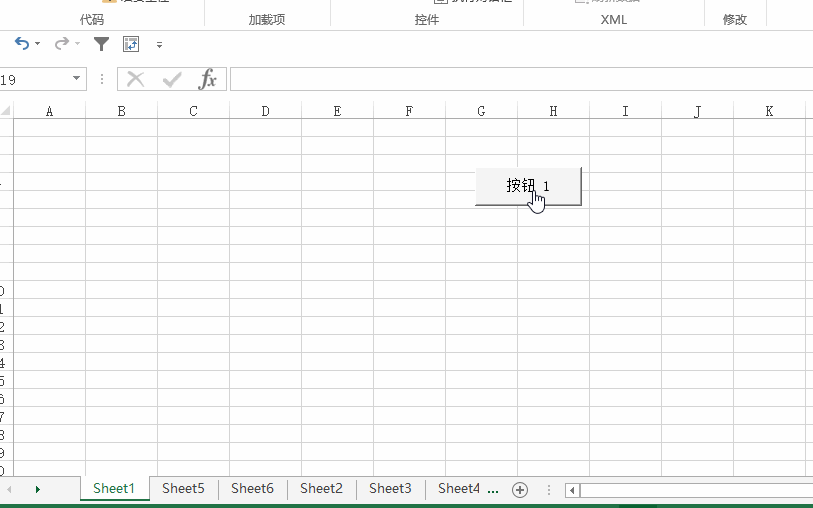 代码 加载项 控件 XML 修改
19 fx
A B C D E F G H I J K
按钮 1
0
1
2
3
4
5
6
7
8
9
0
Sheet1 Sheet5 Sheet6 Sheet2 Sheet3 Sheet4 ...